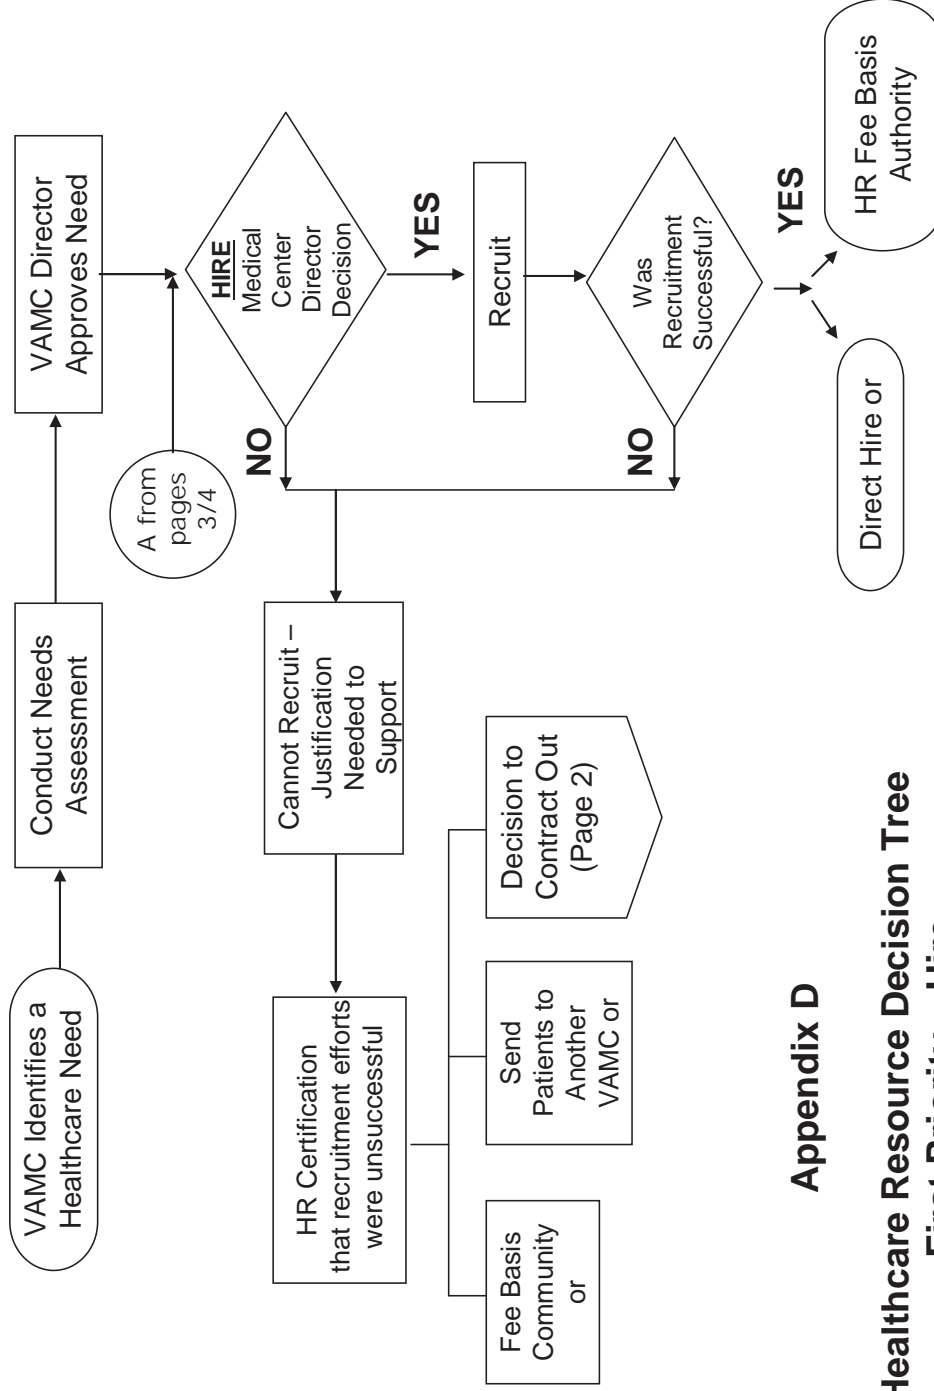 VAMC Identifies a
Healthcare Need
Conduct Needs
Assessment
VAMC Director
Approves Need
A from
pages
3/4
HIRE
Medical
Center
Director
Decision
NO
YES
Recruit
Was
Recruitment
Successful?
NO
YES
Direct Hire or
HR Fee Basis
Authority
Cannot Recruit –
Justification
Needed to
Support
HR Certification
that recruitment efforts
were unsuccessful
Fee Basis
Community
or
Send
Patients to
Another
VAMC or
Decision to
Contract Out
(Page 2)
Appendix D
Healthcare Resource Decision Tree
First Priority – Hire